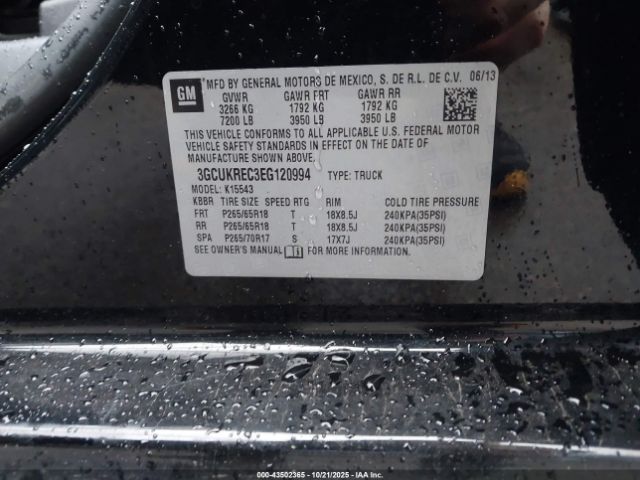 GM
MFD BY GENERAL MOTORS DE MEXICO, S. DE R.L. DE C.V. 06/13
GVWR GAWR FRT GAWR RR
3266 KG 1792 KG 1792 KG
7200 LB 3950 LB 3950 LB
THIS VEHICLE CONFORMS TO ALL APPLICABLE U.S. FEDERAL MOTOR
VEHICLE SAFETY STANDARDS IN EFFECT ON THE DATE OF
MANUFACTURE SHOWN ABOVE.
3GCUKREC3EG120994 TYPE: TRUCK
MODEL: K15543
KBBR TIRE SIZE SPEED RTG RIM COLD TIRE PRESSURE
FRT P265/65R18 T 18X8.5J 240KPA(35PSI)
RR P265/65R18 T 18X8.5J 240KPA(35PSI)
SPA P265/70R17 S 17X7J 240KPA(35PSI)
SEE OWNER'S MANUAL FOR MORE INFORMATION.
000-43502365 - 10/21/2025 - IAA